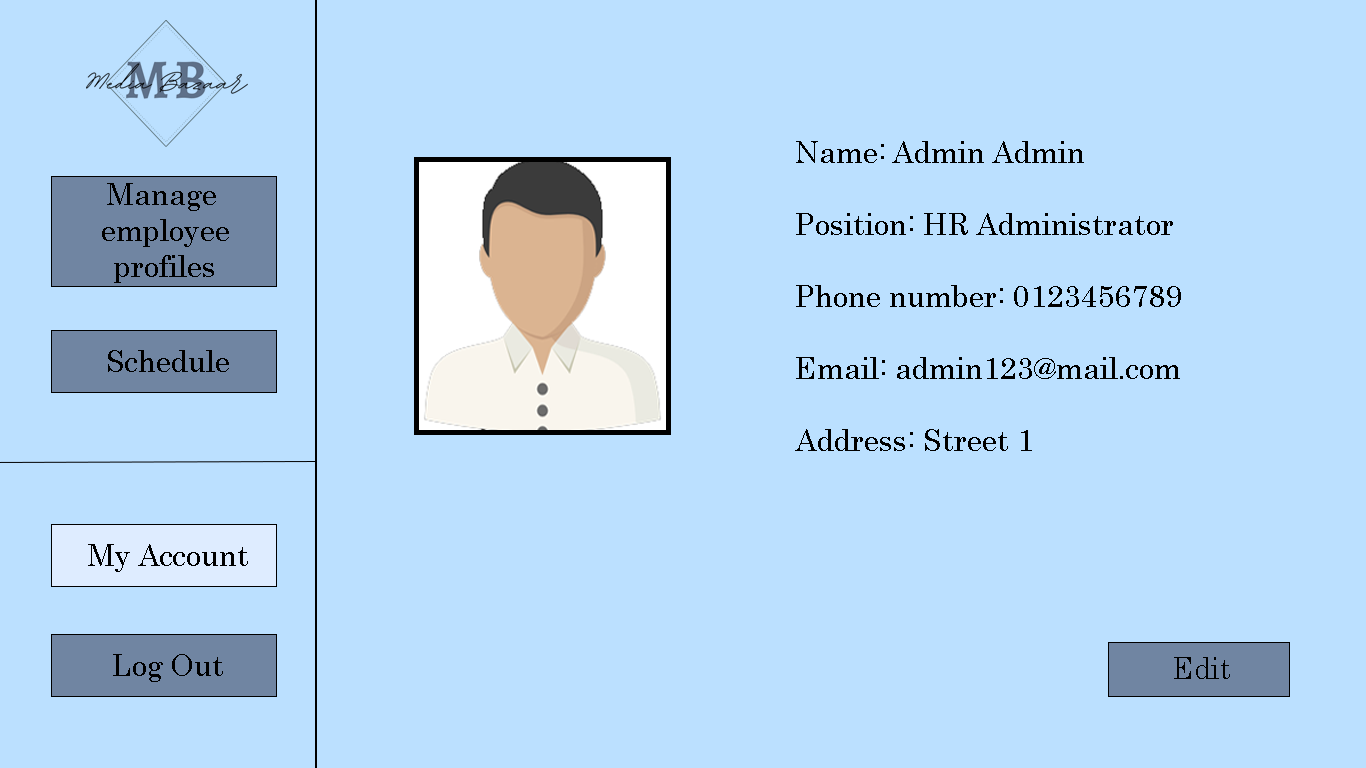 MB
Media Bazaar
Manage
employee
profiles
Schedule
My Account
Log Out
Name: Admin Admin
Position: HR Administrator
Phone number: 0123456789
Email: admin123@mail.com
Address: Street 1
Edit